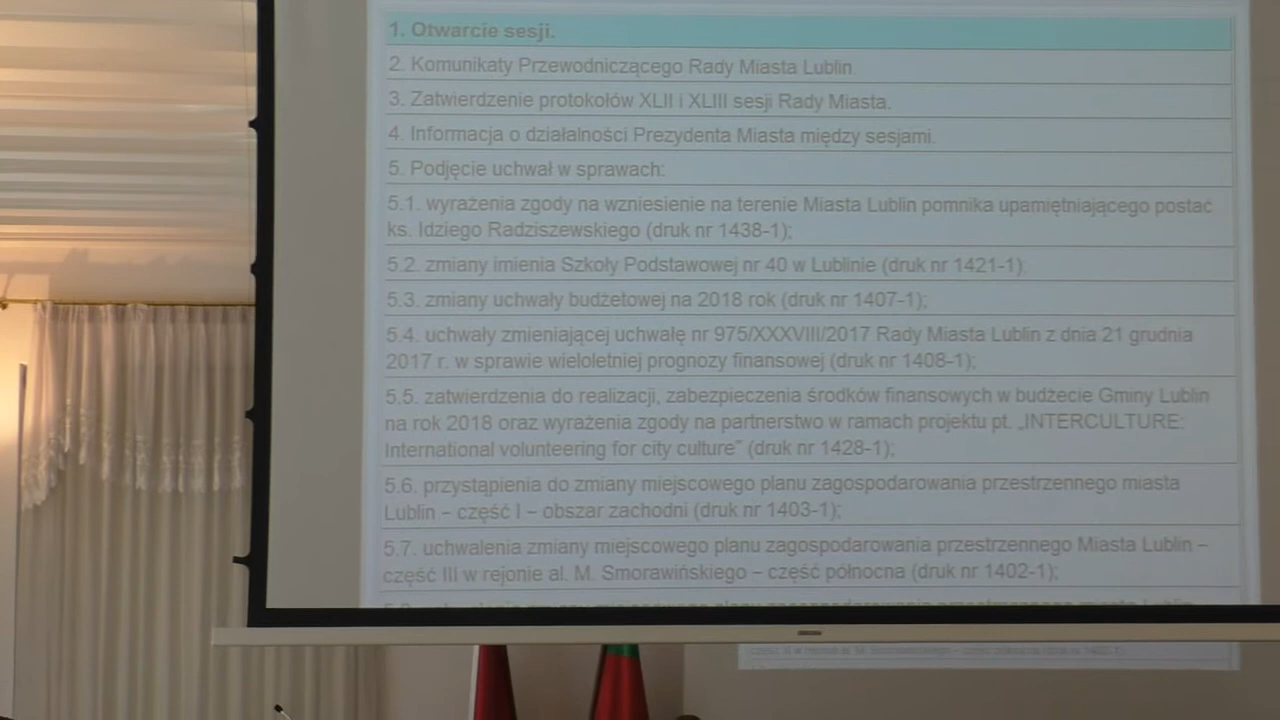 1. Otwarcie sesji.
2. Komunikaty Przewodniczącego Rady Miasta Lublin
3. Zatwierdzenie protokołów XLII i XLIII sesji Rady Miasta.
4. Informacja o działalności Prezydenta Miasta między sesjami.
5. Podjęcie uchwał w sprawach:
5.1. wyrażenia zgody na wzniesienie na terenie Miasta Lublin pomnika upamiętniającego postać
ks. Idziego Radziszewskiego (druk nr 1438-1);
5.2. zmiany imienia Szkoły Podstawowej nr 40 w Lublinie (druk nr 1421-1).
5.3. zmiany uchwały budżetowej na 2018 rok (druk nr 1407-1);
5.4. uchwały zmieniającej uchwałę nr 975/XXXVIII/2017 Rady Miasta Lublin z dnia 21 grudnia
2017 r. w sprawie wieloletniej prognozy finansowej (druk nr 1408-1);
5.5. zatwierdzenia do realizacji, zabezpieczenia środków finansowych w budżecie Gminy Lublin
na rok 2018 oraz wyrażenia zgody na partnerstwo w ramach projektu pt. „INTERCULTURE:
International volunteering for city culture” (druk nr 1428-1);
5.6. przystąpienia do zmiany miejscowego planu zagospodarowania przestrzennego miasta
Lublin – część I – obszar zachodni (druk nr 1403-1);
5.7. uchwalenia zmiany miejscowego planu zagospodarowania przestrzennego Miasta Lublin –
część III w rejonie al. M. Smorawińskiego – część północna (druk nr 1402-1);